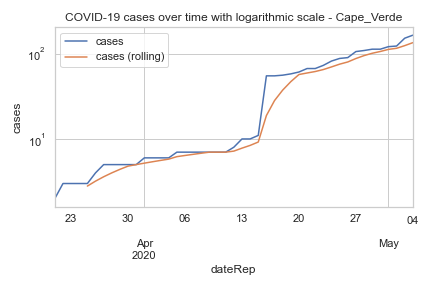 COVID-19 cases over time with logarithmic scale - Cape_Verde
cases
cases (rolling)
10²
10¹
cases
23 30 06 13 20 27 04
Apr May
2020
dateRep